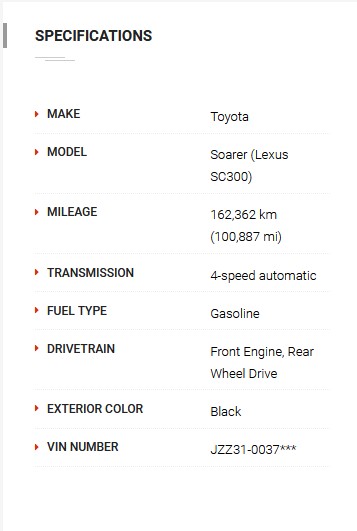 SPECIFICATIONS
MAKE Toyota
MODEL Soarer (Lexus
SC300)
MILEAGE 162,362 km
(100,887 mi)
TRANSMISSION 4-speed automatic
FUEL TYPE Gasoline
DRIVETRAIN Front Engine, Rear
Wheel Drive
EXTERIOR COLOR Black
VIN NUMBER JZZ31-0037***